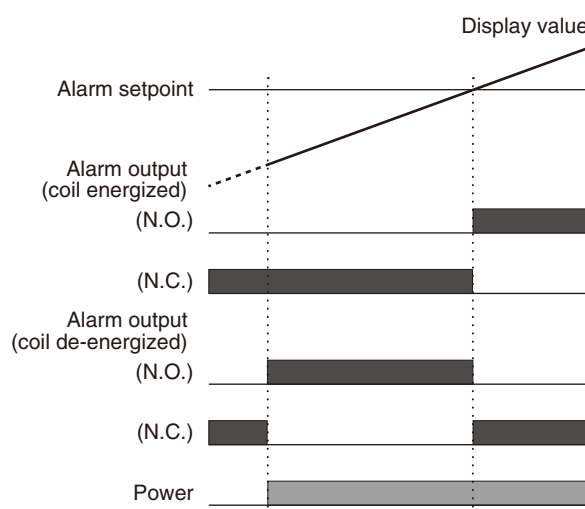 Display value
Alarm setpoint
Alarm output
(coil energized)
(N.O.)
(N.C.)
Alarm output
(coil de-energized)
(N.O.)
(N.C.)
Power